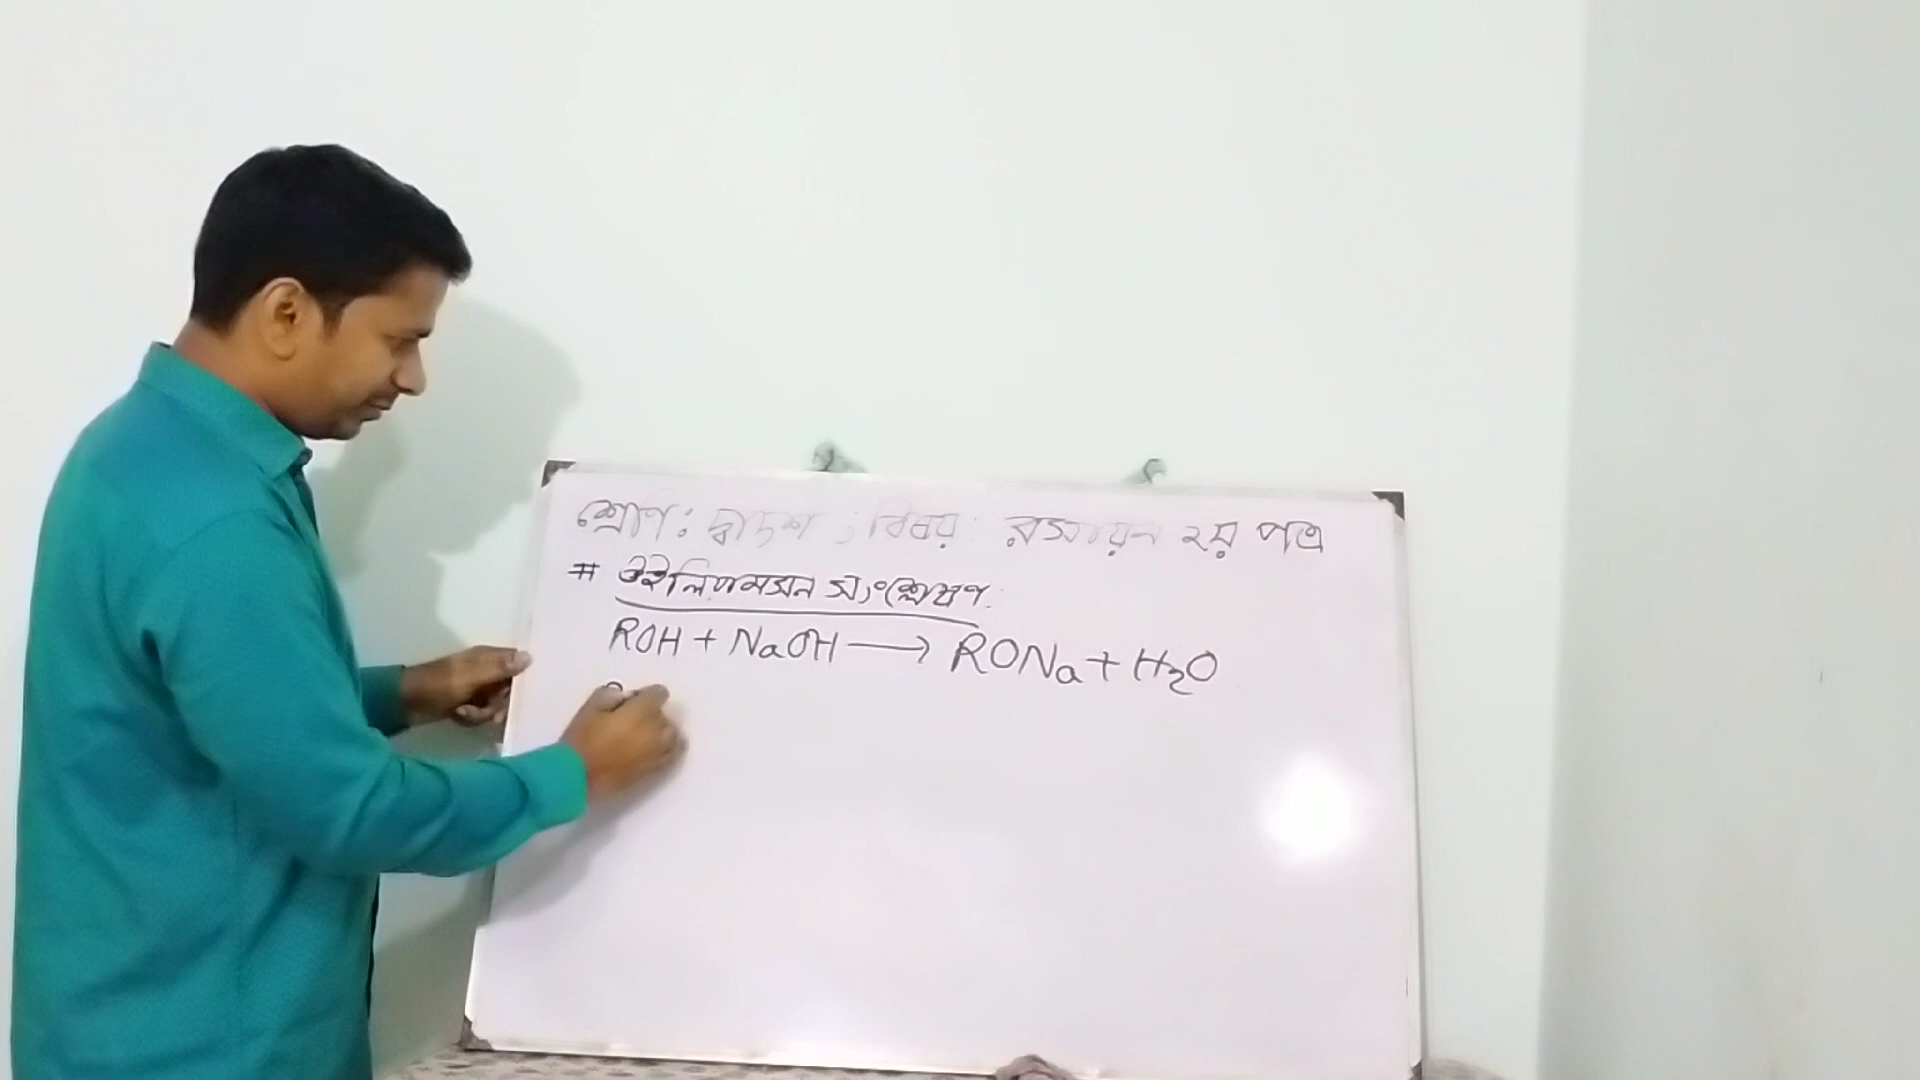 শ্রেণি: দ্বাদশ , বিষয়: রসায়ন ২য় পত্র
# উইলিয়ামসন সংশ্লেষণ:
ROH + NaOH ⟶ RONa + H₂O